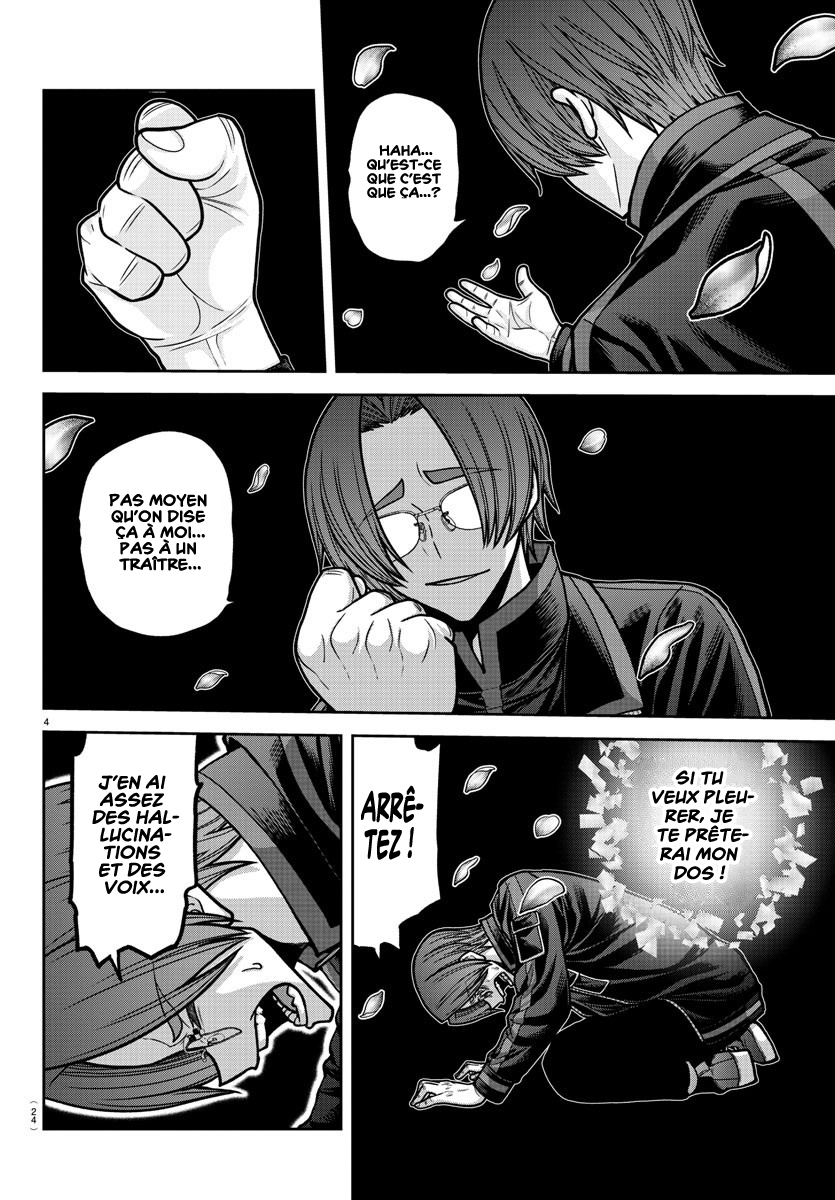 HAHA...
QU'EST-CE
QUE C'EST
QUE ÇA...?
PAS MOYEN
QU'ON DISE
ÇA À MOI...
PAS À UN
TRAÎTRE...
4
SI TU
VEUX PLEU-
RER, JE
TE PRÊTE-
RAI MON
DOS !
ARRÊ-
TEZ !
J'EN AI
ASSEZ
DES HAL-
LUCINA-
TIONS
ET DES
VOIX...
(24)